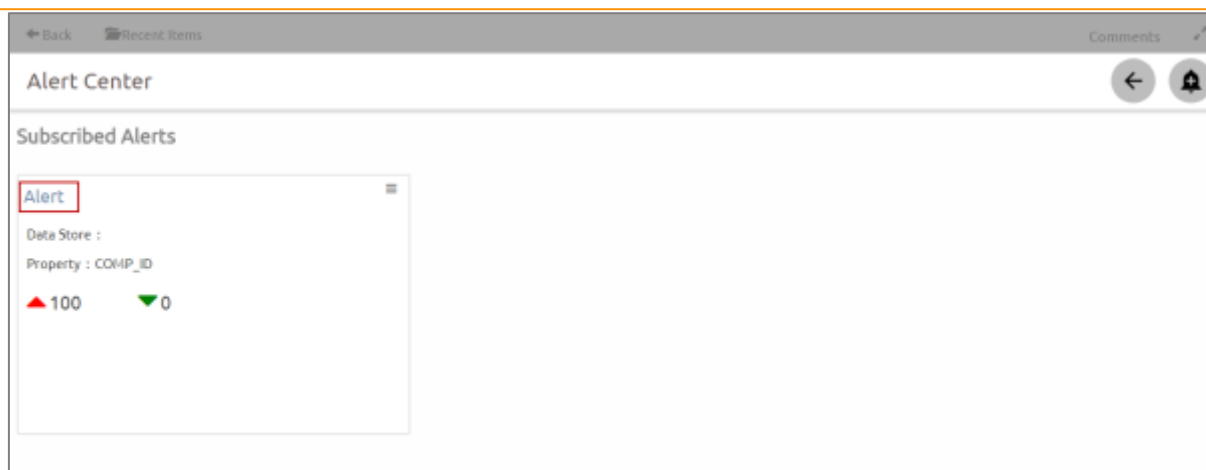 Back Recent Items Comments
Alert Center
Subscribed Alerts
Alert
Data Store :
Property : COMP_ID
100 0